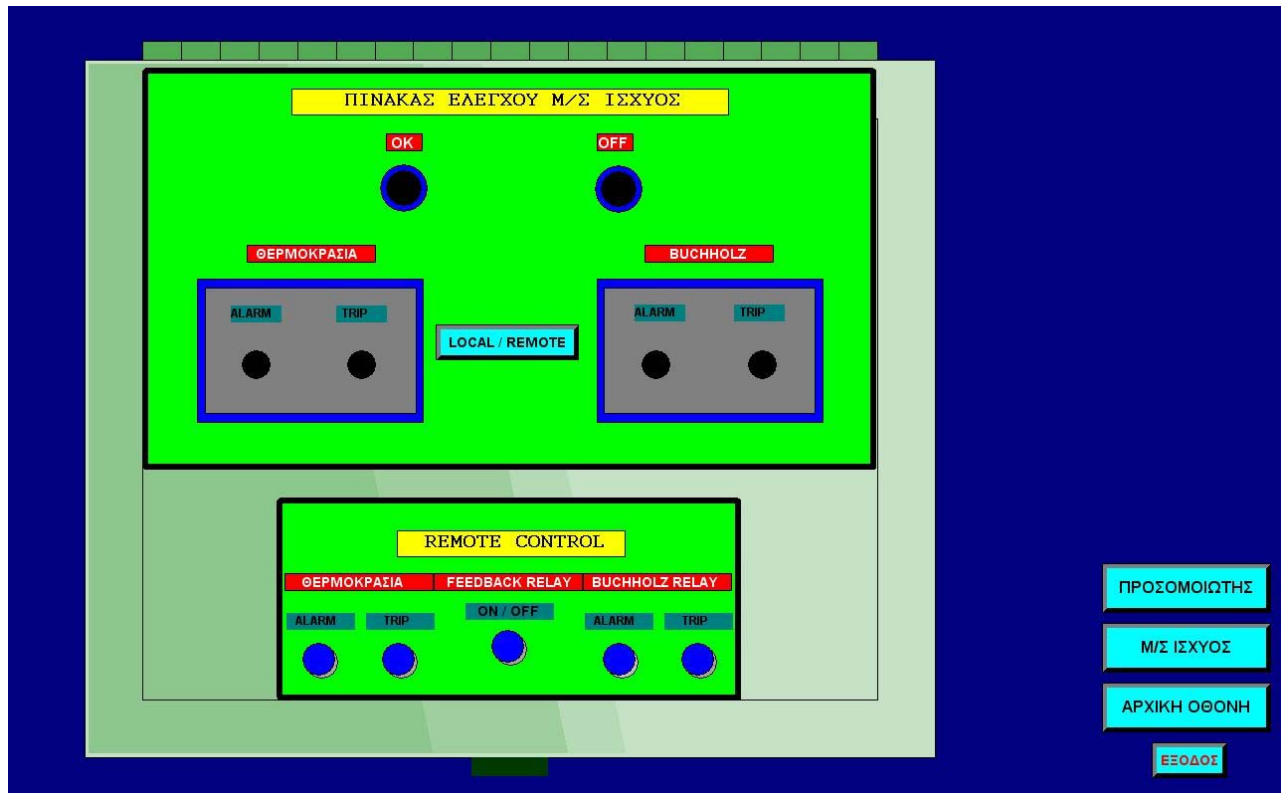 ΠΙΝΑΚΑΣ ΕΛΕΓΧΟΥ Μ/Σ ΙΣΧΥΟΣ
OK OFF
ΘΕΡΜΟΚΡΑΣΙΑ BUCHHOLZ
ALARM TRIP ALARM TRIP
LOCAL / REMOTE
REMOTE CONTROL
ΘΕΡΜΟΚΡΑΣΙΑ FEEDBACK RELAY BUCHHOLZ RELAY
ON / OFF
ALARM TRIP ALARM TRIP
ΠΡΟΣΟΜΟΙΩΤΗΣ
Μ/Σ ΙΣΧΥΟΣ
ΑΡΧΙΚΗ ΟΘΟΝΗ
ΕΞΟΔΟΣ